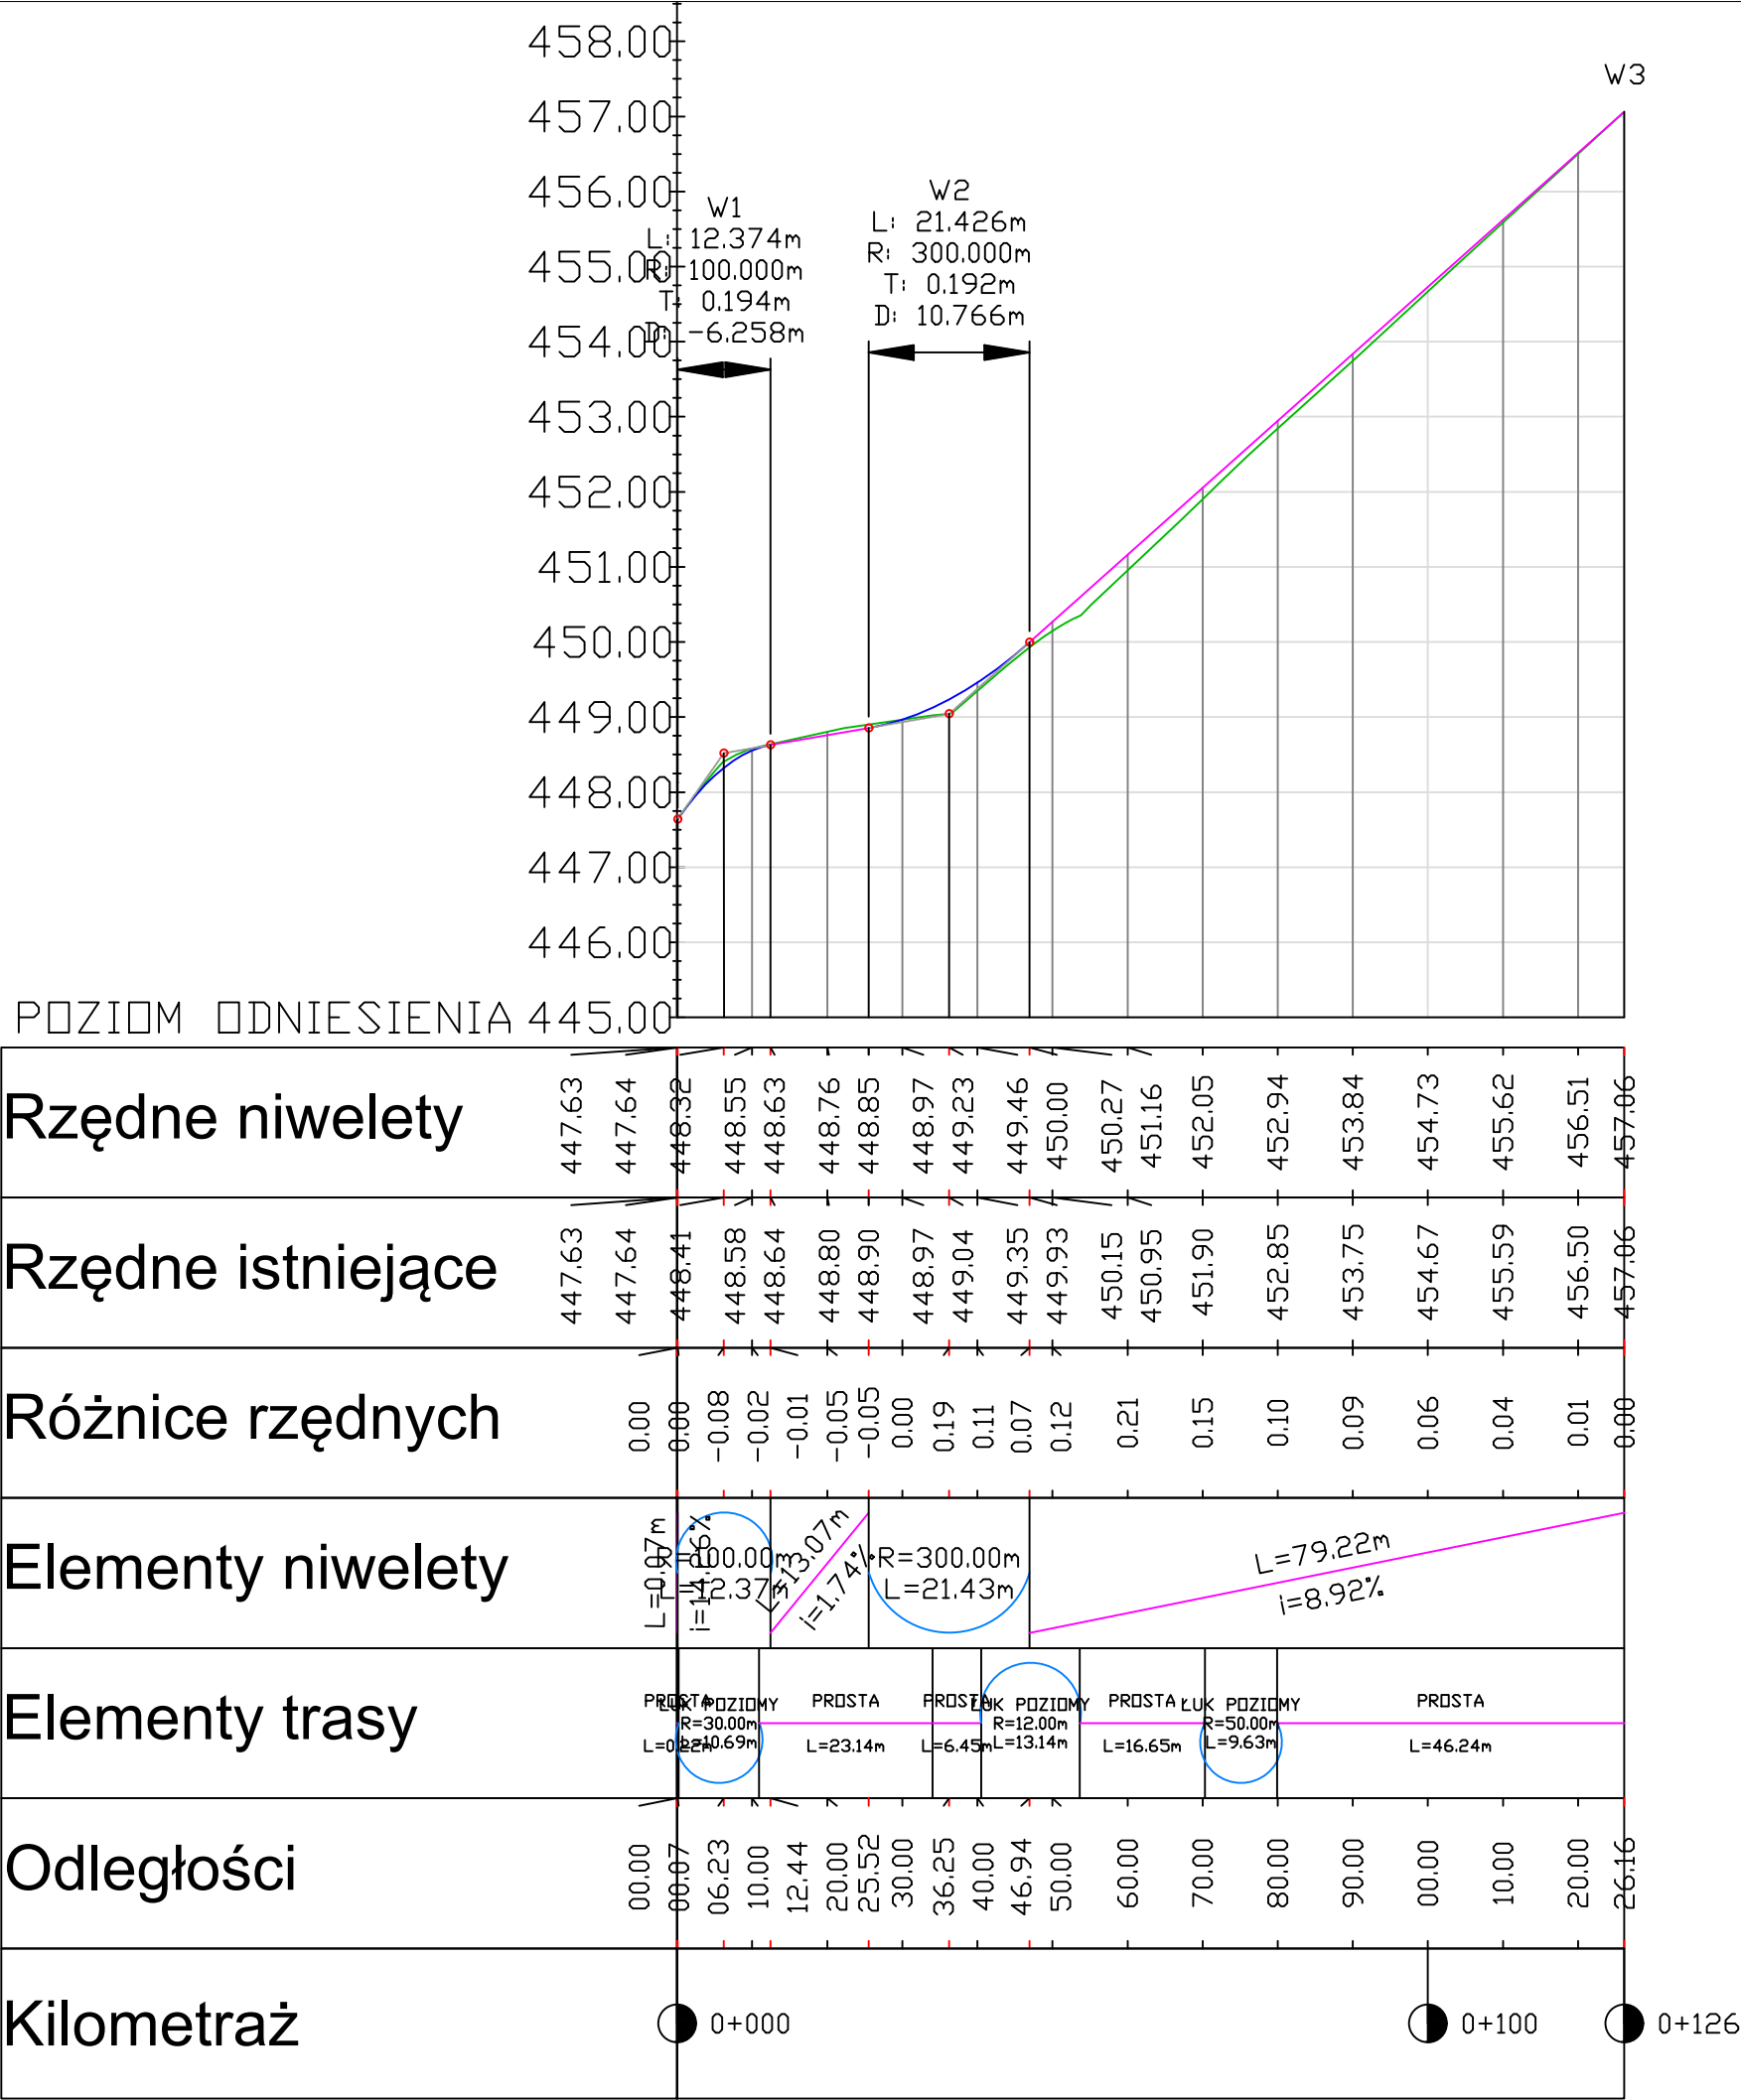 458.00
W3
457.00
456.00
W1
W2
L: 12.374m
L: 21.426m
455.00
R: 100.000m
R: 300.000m
T: 0.194m
T: 0.192m
454.00
D: -6.258m
D: 10.766m
453.00
452.00
451.00
450.00
449.00
448.00
447.00
446.00
POZIOM ODNIESIENIA 445.00
Rzędne niwelety
447.63 447.64 448.32 448.55 448.63 448.76 448.85 448.97 449.23 449.46 450.00 450.27 451.16 452.05 452.94 453.84 454.73 455.62 456.51 457.06
Rzędne istniejące
447.63 447.64 448.41 448.58 448.64 448.80 448.90 448.97 449.04 449.35 449.93 450.15 450.95 451.90 452.85 453.75 454.67 455.59 456.50 457.06
Różnice rzędnych
0.00 0.00 -0.08 -0.02 -0.01 -0.05 -0.05 0.00 0.19 0.11 0.07 0.12 0.21 0.15 0.10 0.09 0.06 0.04 0.01 0.00
Elementy niwelety
L=0.07m
R=100.00m
L=12.37m
L=13.07m
i=1.74%
R=300.00m
L=21.43m
L=79.22m
i=8.92%
Elementy trasy
PROSTA
ŁUK POZIOMY
R=30.00m
L=0.22m
L=10.69m
PROSTA
L=23.14m
PROSTA
L=6.45m
ŁUK POZIOMY
R=12.00m
L=13.14m
PROSTA
L=16.65m
ŁUK POZIOMY
R=50.00m
L=9.63m
PROSTA
L=46.24m
Odległości
00.00 00.07 06.23 10.00 12.44 20.00 25.52 30.00 36.25 40.00 46.94 50.00 60.00 70.00 80.00 90.00 00.00 10.00 20.00 26.16
Kilometraż
0+000
0+100
0+126